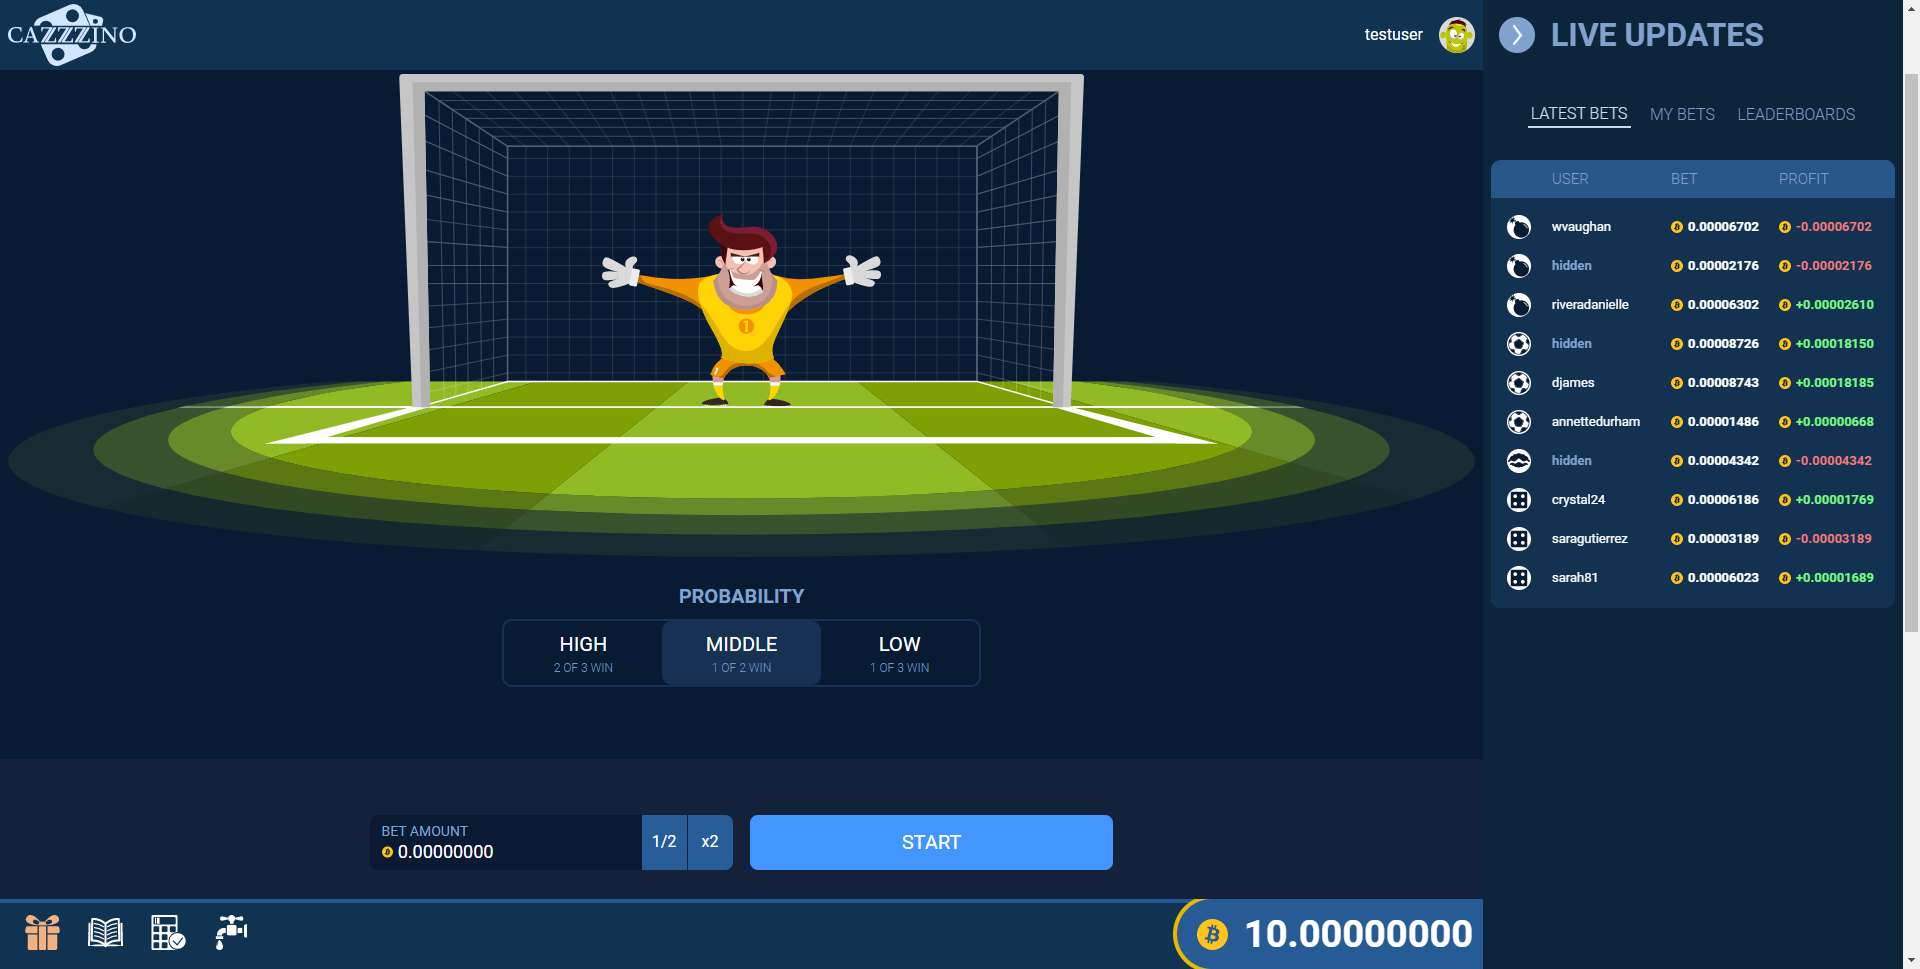 CAZZZINO
testuser
1
PROBABILITY
HIGH
2 OF 3 WIN
MIDDLE
1 OF 2 WIN
LOW
1 OF 3 WIN
BET AMOUNT
0.00000000
1/2
x2
START
10.00000000
LIVE UPDATES
LATEST BETS MY BETS LEADERBOARDS
USER BET PROFIT
wvaughan 0.00006702 -0.00006702
hidden 0.00002176 -0.00002176
riveradanielle 0.00006302 +0.00002610
hidden 0.00008726 +0.00018150
djames 0.00008743 +0.00018185
annettedurham 0.00001486 +0.00000668
hidden 0.00004342 -0.00004342
crystal24 0.00006186 +0.00001769
saragutierrez 0.00003189 -0.00003189
sarah81 0.00006023 +0.00001689